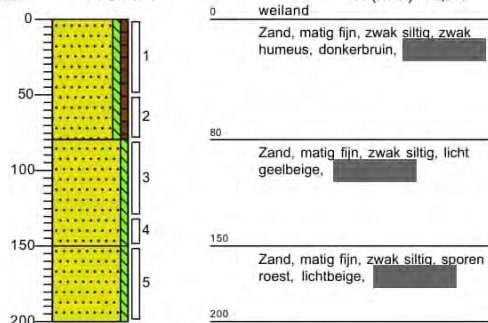 0
50
100
150
200
1
2
3
4
5
0
weiland
Zand, matig fijn, zwak siltig, zwak
humeus, donkerbruin,
80
Zand, matig fijn, zwak siltig, licht
geelbeige,
150
Zand, matig fijn, zwak siltig, sporen
roest, lichtbeige,
200